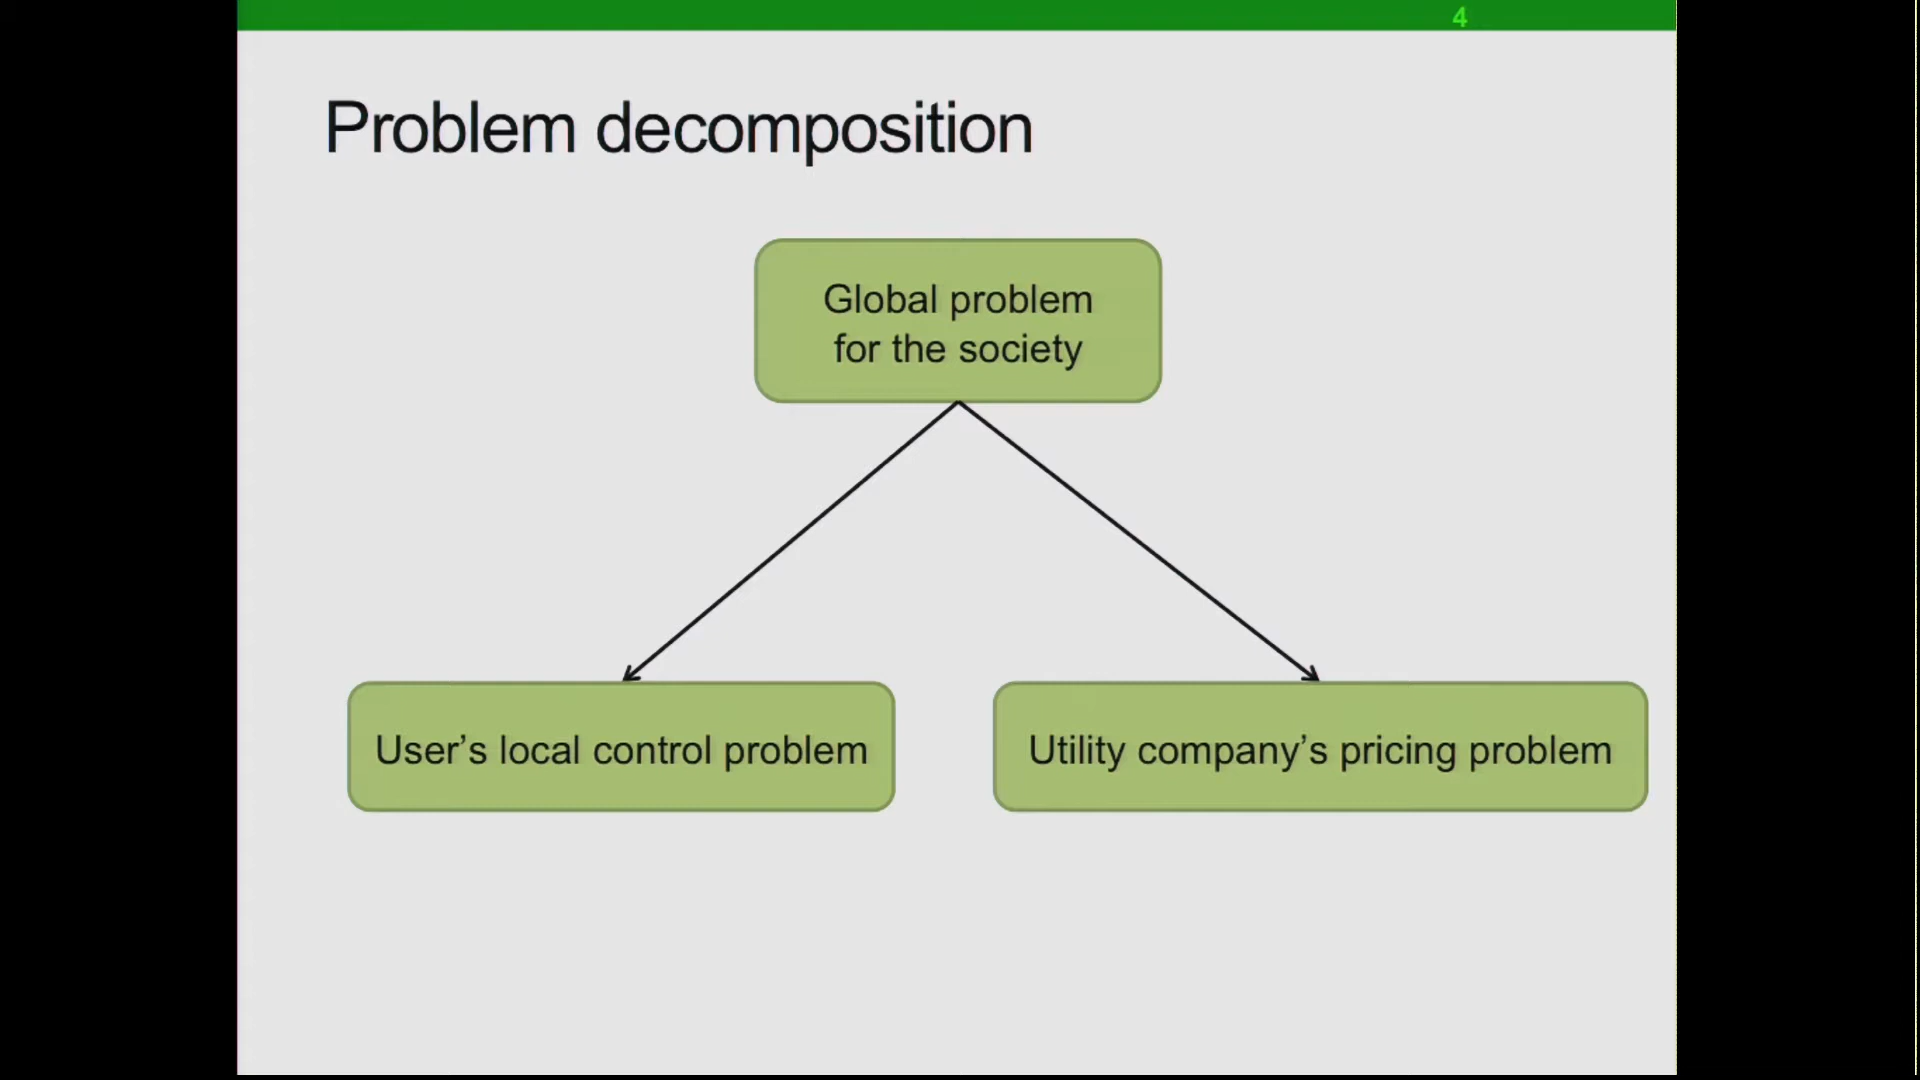 4
Problem decomposition
Global problem
for the society
User’s local control problem
Utility company’s pricing problem